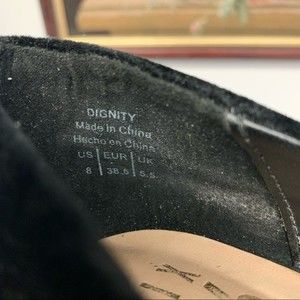 DIGNITY
Made in China
Hecho en China
US EUR UK
8 38.5 5.5